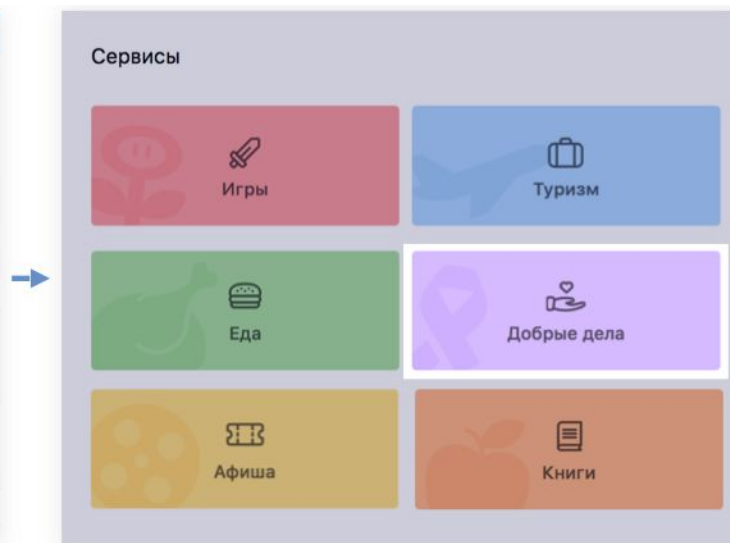 Сервисы
Игры
Туризм
Еда
Добрые дела
Афиша
Книги